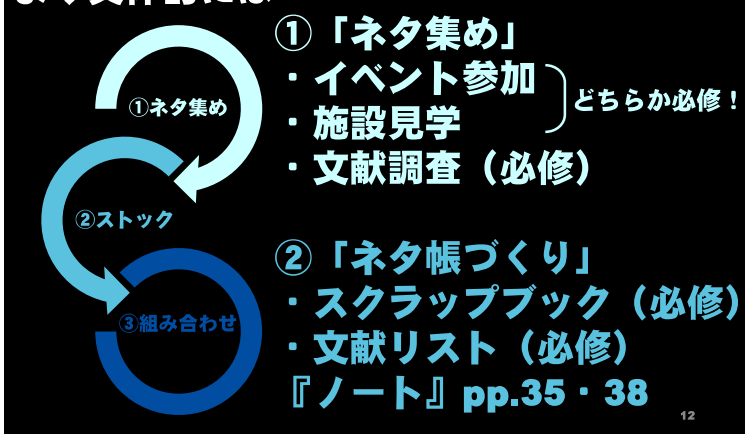 ①「ネタ集め」
・イベント参加
・施設見学
どちらか必修！
・文献調査（必修）
①ネタ集め
②ストック
③組み合わせ
②「ネタ帳づくり」
・スクラップブック（必修）
・文献リスト（必修）
『ノート』pp.35・38
12